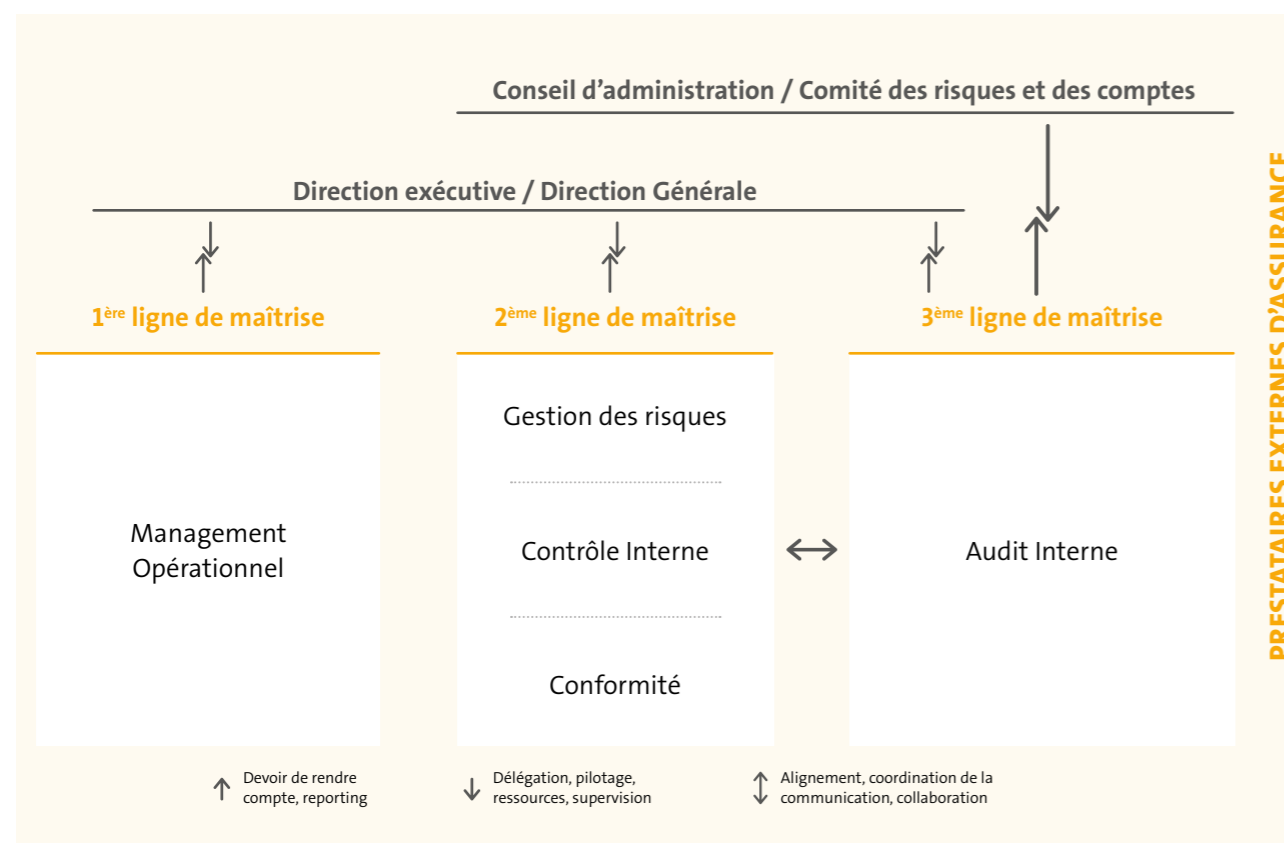 Conseil d’administration / Comité des risques et des comptes
Direction exécutive / Direction Générale
1ère ligne de maîtrise
2ème ligne de maîtrise
3ème ligne de maîtrise
Management
Opérationnel
Gestion des risques
Contrôle Interne
Conformité
Audit Interne
PRESTATAIRES EXTERNES D’ASSURANCE
Devoir de rendre
compte, reporting
Délégation, pilotage,
ressources, supervision
Alignement, coordination de la
communication, collaboration